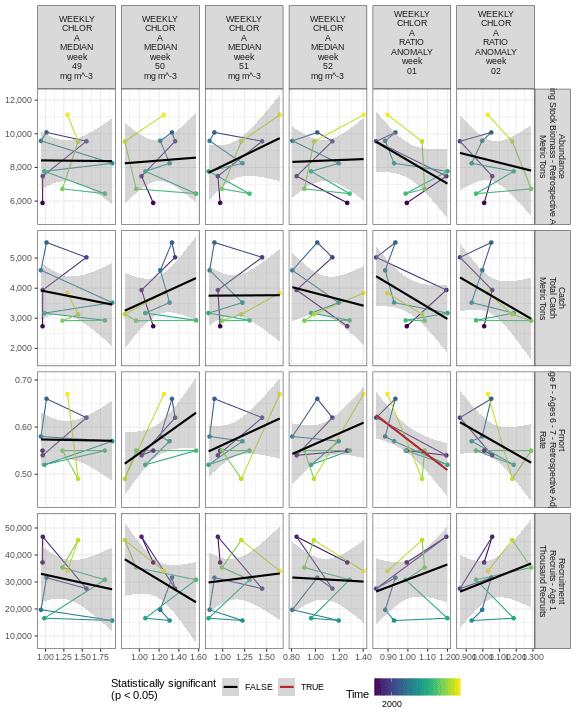 WEEKLY
CHLOR
A
MEDIAN
week
49
mg m^-3
WEEKLY
CHLOR
A
MEDIAN
week
50
mg m^-3
WEEKLY
CHLOR
A
MEDIAN
week
51
mg m^-3
WEEKLY
CHLOR
A
MEDIAN
week
52
mg m^-3
WEEKLY
CHLOR
A
RATIO
ANOMALY
week
01
WEEKLY
CHLOR
A
RATIO
ANOMALY
week
02
12,000
10,000
8,000
6,000
Abundance
Stock Biomass - Retrospective
Metric Tons
5,000
4,000
3,000
2,000
Catch
Total Catch
Metric Tons
0.70
0.60
0.50
Fmort
F - Ages 6 - 7 - Retrospective
Rate
50,000
40,000
30,000
20,000
10,000
Recruitment
Recruits - Age 1
Thousand Recruits
1.00 1.25 1.50 1.75
1.00 1.20 1.40 1.60
1.00 1.25 1.50
0.80 1.00 1.20 1.40
0.90 1.00 1.10 1.20
0.900 1.000 1.100 1.200 1.300
Statistically significant
(p < 0.05)
FALSE
TRUE
Time
2000